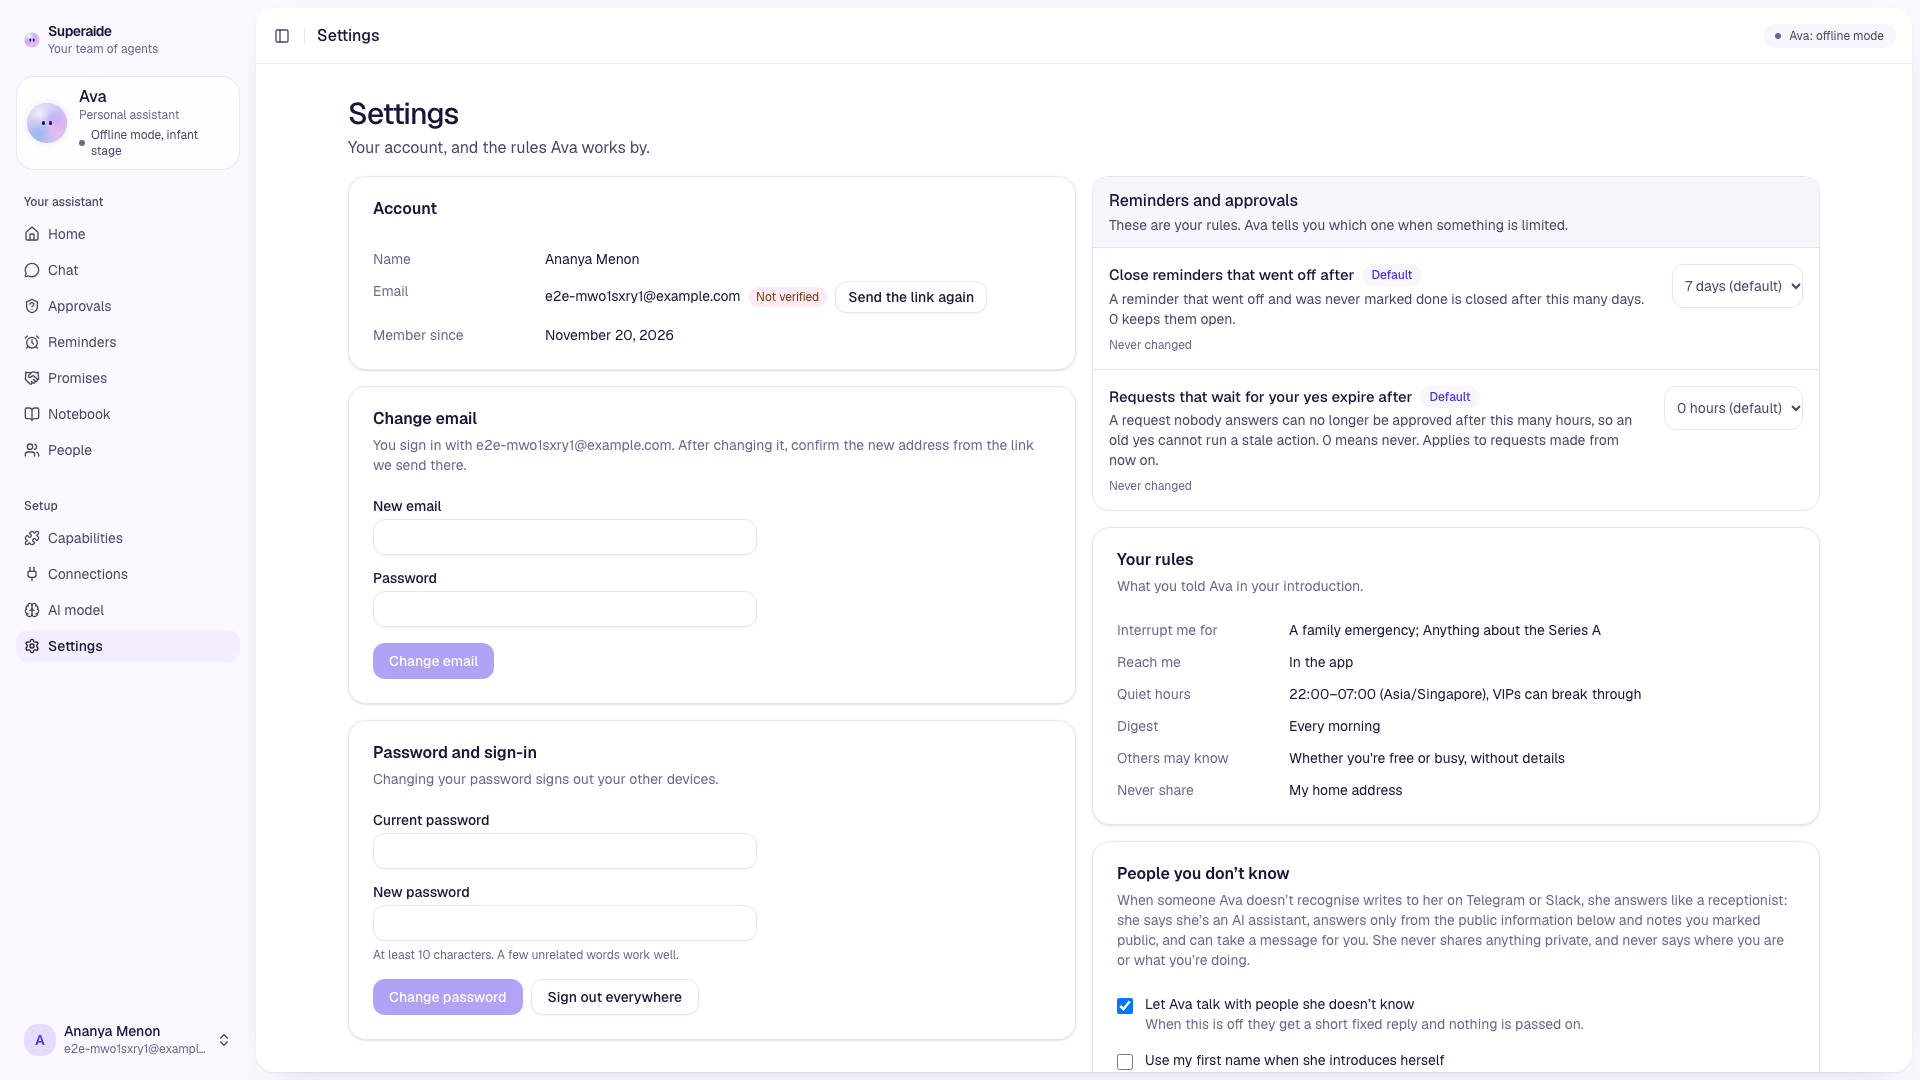 Superaide
Your team of agents
Ava
Personal assistant
Offline mode, infant
stage
Your assistant
Home
Chat
Approvals
Reminders
Promises
Notebook
People
Setup
Capabilities
Connections
AI model
Settings
A
Ananya Menon
e2e-mwo1sxry1@exampl...
Settings
Ava: offline mode
Settings
Your account, and the rules Ava works by.
Account
Name
Ananya Menon
Email
e2e-mwo1sxry1@example.com Not verified Send the link again
Member since
November 20, 2026
Change email
You sign in with e2e-mwo1sxry1@example.com. After changing it, confirm the new address from the link
we send there.
New email
Password
Change email
Password and sign-in
Changing your password signs out your other devices.
Current password
New password
At least 10 characters. A few unrelated words work well.
Change password Sign out everywhere
Reminders and approvals
These are your rules. Ava tells you which one when something is limited.
Close reminders that went off after Default
7 days (default)
A reminder that went off and was never marked done is closed after this many days.
0 keeps them open.
Never changed
Requests that wait for your yes expire after Default
0 hours (default)
A request nobody answers can no longer be approved after this many hours, so an
old yes cannot run a stale action. 0 means never. Applies to requests made from
now on.
Never changed
Your rules
What you told Ava in your introduction.
Interrupt me for
A family emergency; Anything about the Series A
Reach me
In the app
Quiet hours
22:00–07:00 (Asia/Singapore), VIPs can break through
Digest
Every morning
Others may know
Whether you're free or busy, without details
Never share
My home address
People you don’t know
When someone Ava doesn’t recognise writes to her on Telegram or Slack, she answers like a receptionist:
she says she’s an AI assistant, answers only from the public information below and notes you marked
public, and can take a message for you. She never shares anything private, and never says where you are
or what you’re doing.
Let Ava talk with people she doesn’t know
When this is off they get a short fixed reply and nothing is passed on.
Use my first name when she introduces herself